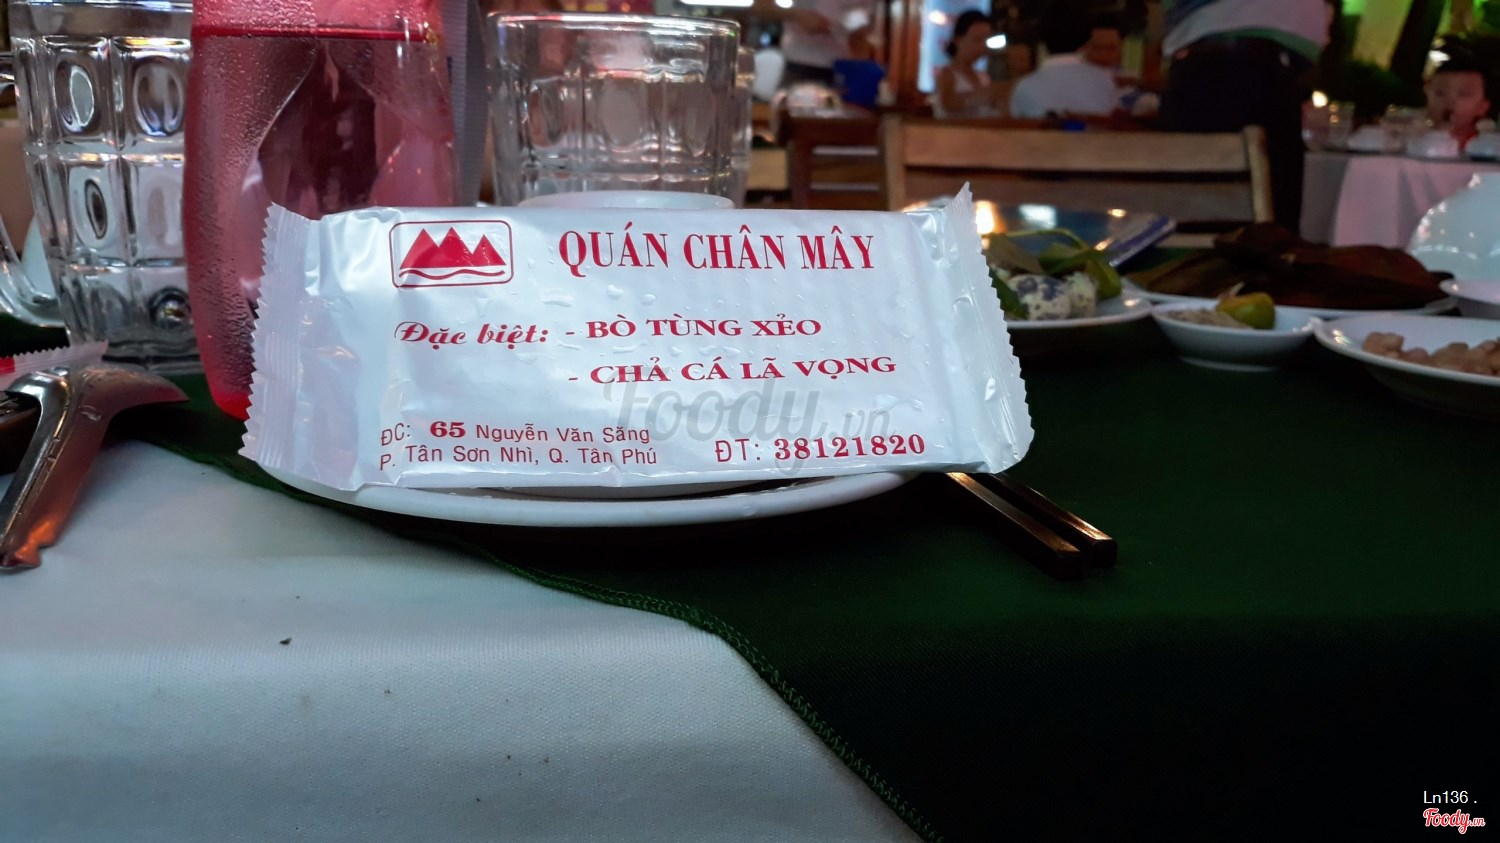 QUÁN CHÂN MÂY
Đặc biệt: - BÒ TÙNG XẺO
- CHẢ CÁ LÃ VỌNG
ĐC: 65 Nguyễn Văn Săng
P. Tân Sơn Nhì, Q. Tân Phú
ĐT: 38121820
Foody.vn
Ln136 .
Foody.vn